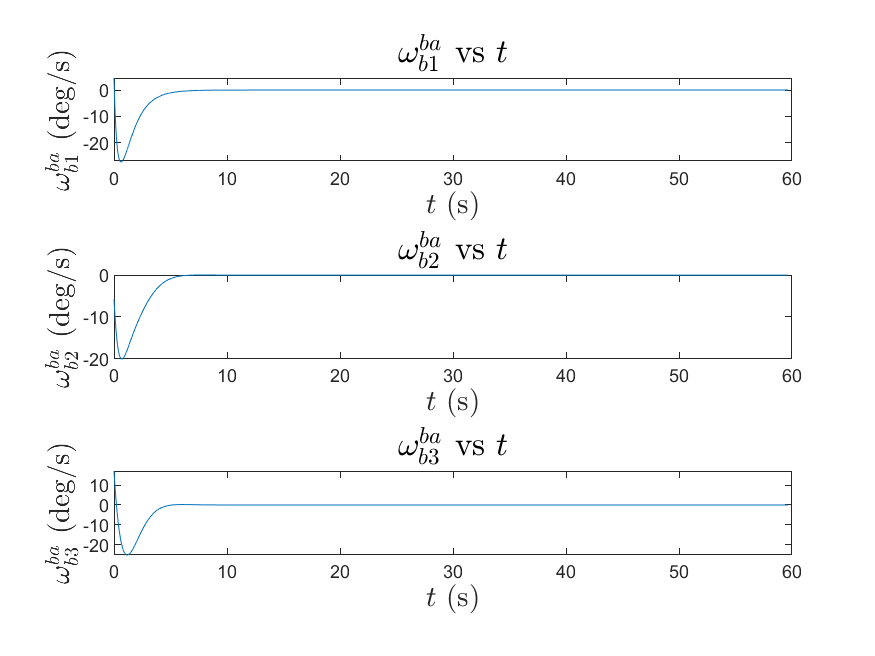 ω_{b1}^{ba} vs t
ω_{b1}^{ba} (deg/s)
0
-10
-20
0 10 20 30 40 50 60
t (s)
ω_{b2}^{ba} vs t
ω_{b2}^{ba} (deg/s)
0
-10
-20
0 10 20 30 40 50 60
t (s)
ω_{b3}^{ba} vs t
ω_{b3}^{ba} (deg/s)
10
0
-10
-20
0 10 20 30 40 50 60
t (s)